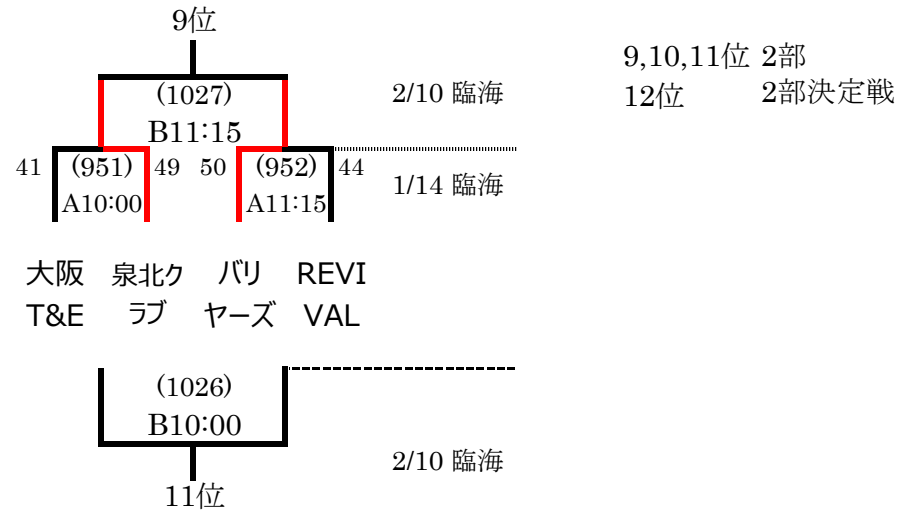 9位
9,10,11位 2部
12位 2部決定戦
(1027)
B11:15
2/10 臨海
41 (951) 49 50 (952) 44
A10:00 A11:15
1/14 臨海
大阪 泉北ク バリ REVI
T&E ラブ ヤーズ VAL
(1026)
B10:00
2/10 臨海
11位